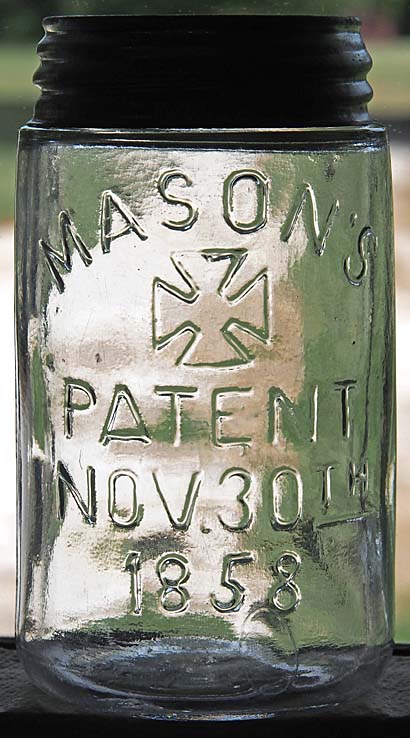 MASON'S
PATENT
NOV. 30TH
1858